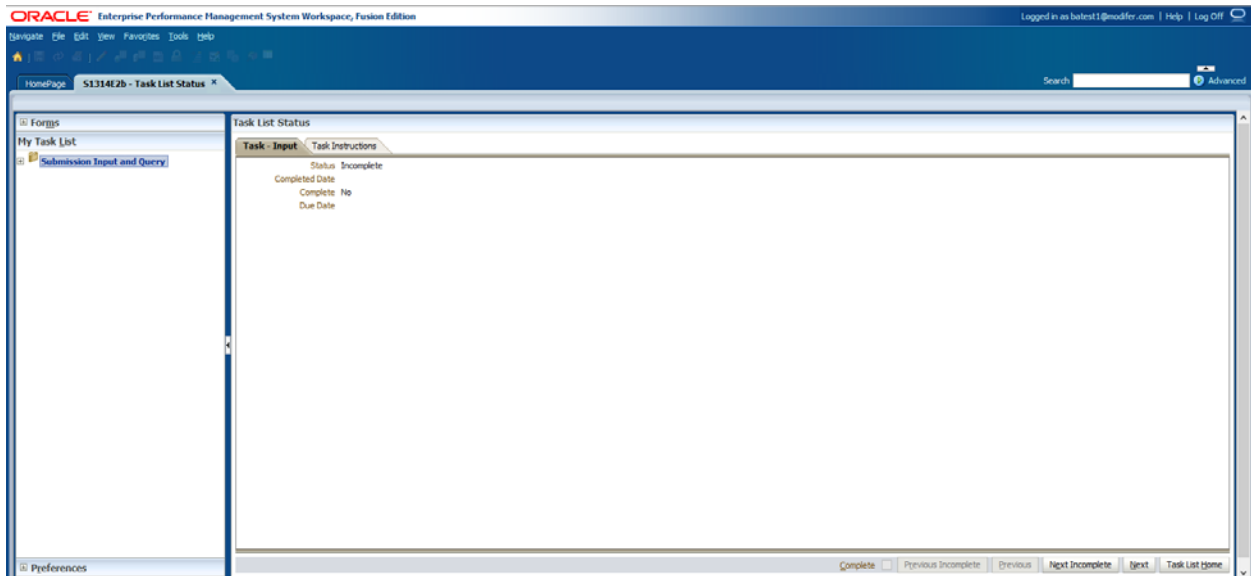 ORACLE Enterprise Performance Management System Workspace, Fusion Edition
Logged in as batest1@modifer.com | Help | Log Off
Navigate File Edit View Favorites Tools Help
HomePage S1314E2b - Task List Status × Search Advanced
Forms
My Task List
Submission Input and Query
Task List Status
Task - Input Task Instructions
Status Incomplete
Completed Date
Complete No
Due Date
Preferences
Complete Previous Incomplete Previous Next Incomplete Next Task List Home